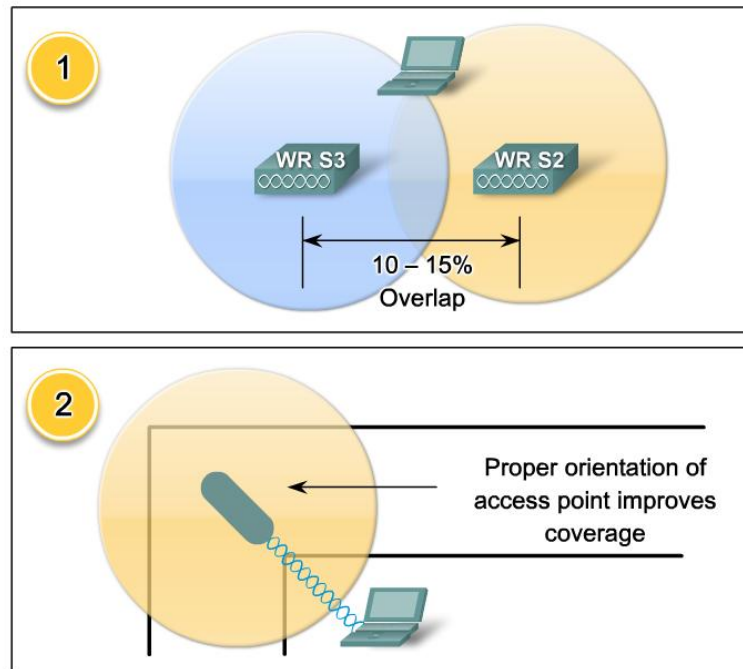 1
WR S3
WR S2
10 – 15%
Overlap
2
Proper orientation of
access point improves
coverage